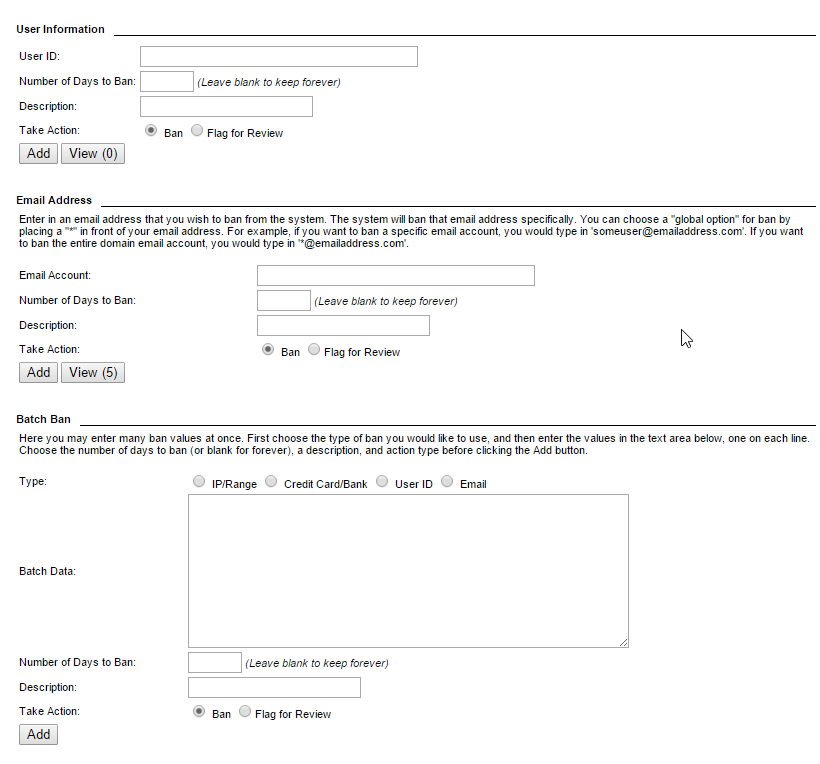 User Information
User ID:
Number of Days to Ban: (Leave blank to keep forever)
Description:
Take Action: Ban Flag for Review
Add View (0)
Email Address
Enter in an email address that you wish to ban from the system. The system will ban that email address specifically. You can choose a "global option" for ban by
placing a "*" in front of your email address. For example, if you want to ban a specific email account, you would type in 'someuser@emailaddress.com'. If you want
to ban the entire domain email account, you would type in '*@emailaddress.com'.
Email Account:
Number of Days to Ban: (Leave blank to keep forever)
Description:
Take Action: Ban Flag for Review
Add View (5)
Batch Ban
Here you may enter many ban values at once. First choose the type of ban you would like to use, and then enter the values in the text area below, one on each line.
Choose the number of days to ban (or blank for forever), a description, and action type before clicking the Add button.
Type: IP/Range Credit Card/Bank User ID Email
Batch Data:
Number of Days to Ban: (Leave blank to keep forever)
Description:
Take Action: Ban Flag for Review
Add